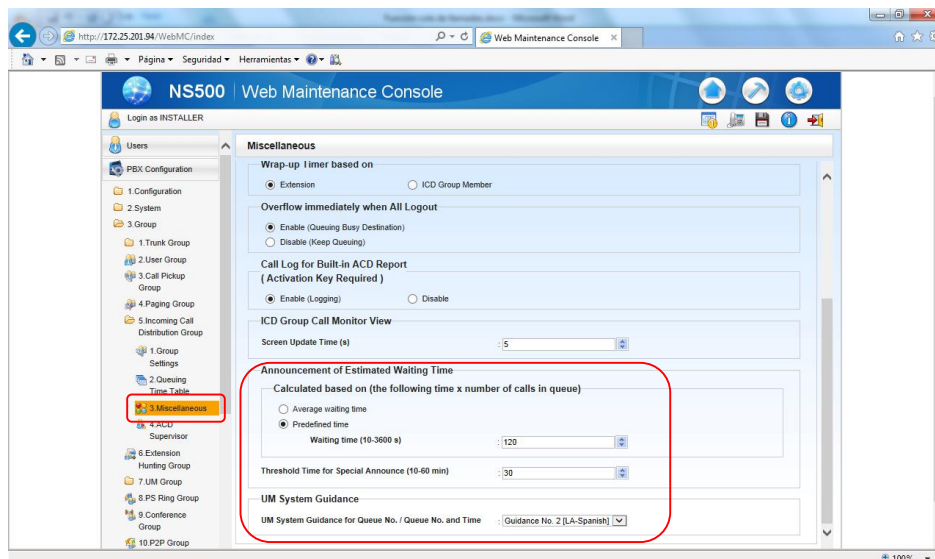 http://172.25.201.94/WebMC/index
Web Maintenance Console
Página Seguridad Herramientas
NS500 Web Maintenance Console
Login as INSTALLER
Users
PBX Configuration
1.Configuration
2.System
3.Group
1.Trunk Group
2.User Group
3.Call Pickup
Group
4.Paging Group
5.Incoming Call
Distribution Group
1.Group
Settings
2.Queuing
Time Table
3.Miscellaneous
4.ACD
Supervisor
6.Extension
Hunting Group
7.UM Group
8.PS Ring Group
9.Conference
Group
10.P2P Group
Miscellaneous
Wrap-up Timer based on
Extension ICD Group Member
Overflow immediately when All Logout
Enable (Queuing Busy Destination)
Disable (Keep Queuing)
Call Log for Built-in ACD Report
( Activation Key Required )
Enable (Logging) Disable
ICD Group Call Monitor View
Screen Update Time (s) : 5
Announcement of Estimated Waiting Time
Calculated based on (the following time x number of calls in queue)
Average waiting time
Predefined time
Waiting time (10-3600 s) : 120
Threshold Time for Special Announce (10-60 min) : 30
UM System Guidance
UM System Guidance for Queue No. / Queue No. and Time : Guidance No. 2 [LA-Spanish]
100%